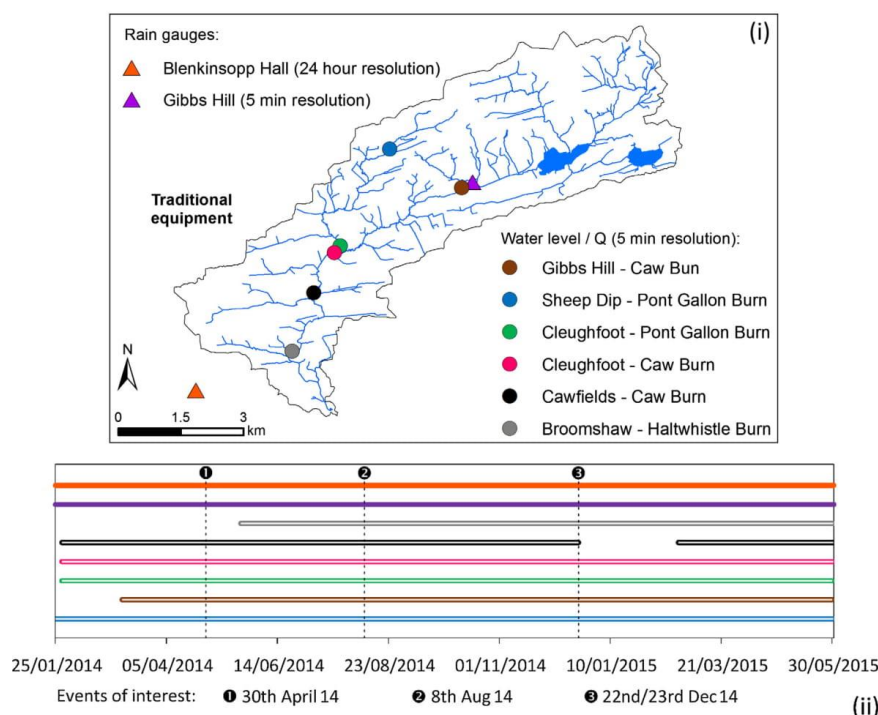 (i)
Rain gauges:
Blenkinsopp Hall (24 hour resolution)
Gibbs Hill (5 min resolution)
Traditional
equipment
Water level / Q (5 min resolution):
Gibbs Hill - Caw Bun
Sheep Dip - Pont Gallon Burn
Cleughfoot - Pont Gallon Burn
Cleughfoot - Caw Burn
Cawfields - Caw Burn
Broomshaw - Haltwhistle Burn
N
0 1.5 3
km
1 2 3
25/01/2014 05/04/2014 14/06/2014 23/08/2014 01/11/2014 10/01/2015 21/03/2015 30/05/2015
Events of interest: ❶ 30th April 14 ❷ 8th Aug 14 ❸ 22nd/23rd Dec 14
(ii)